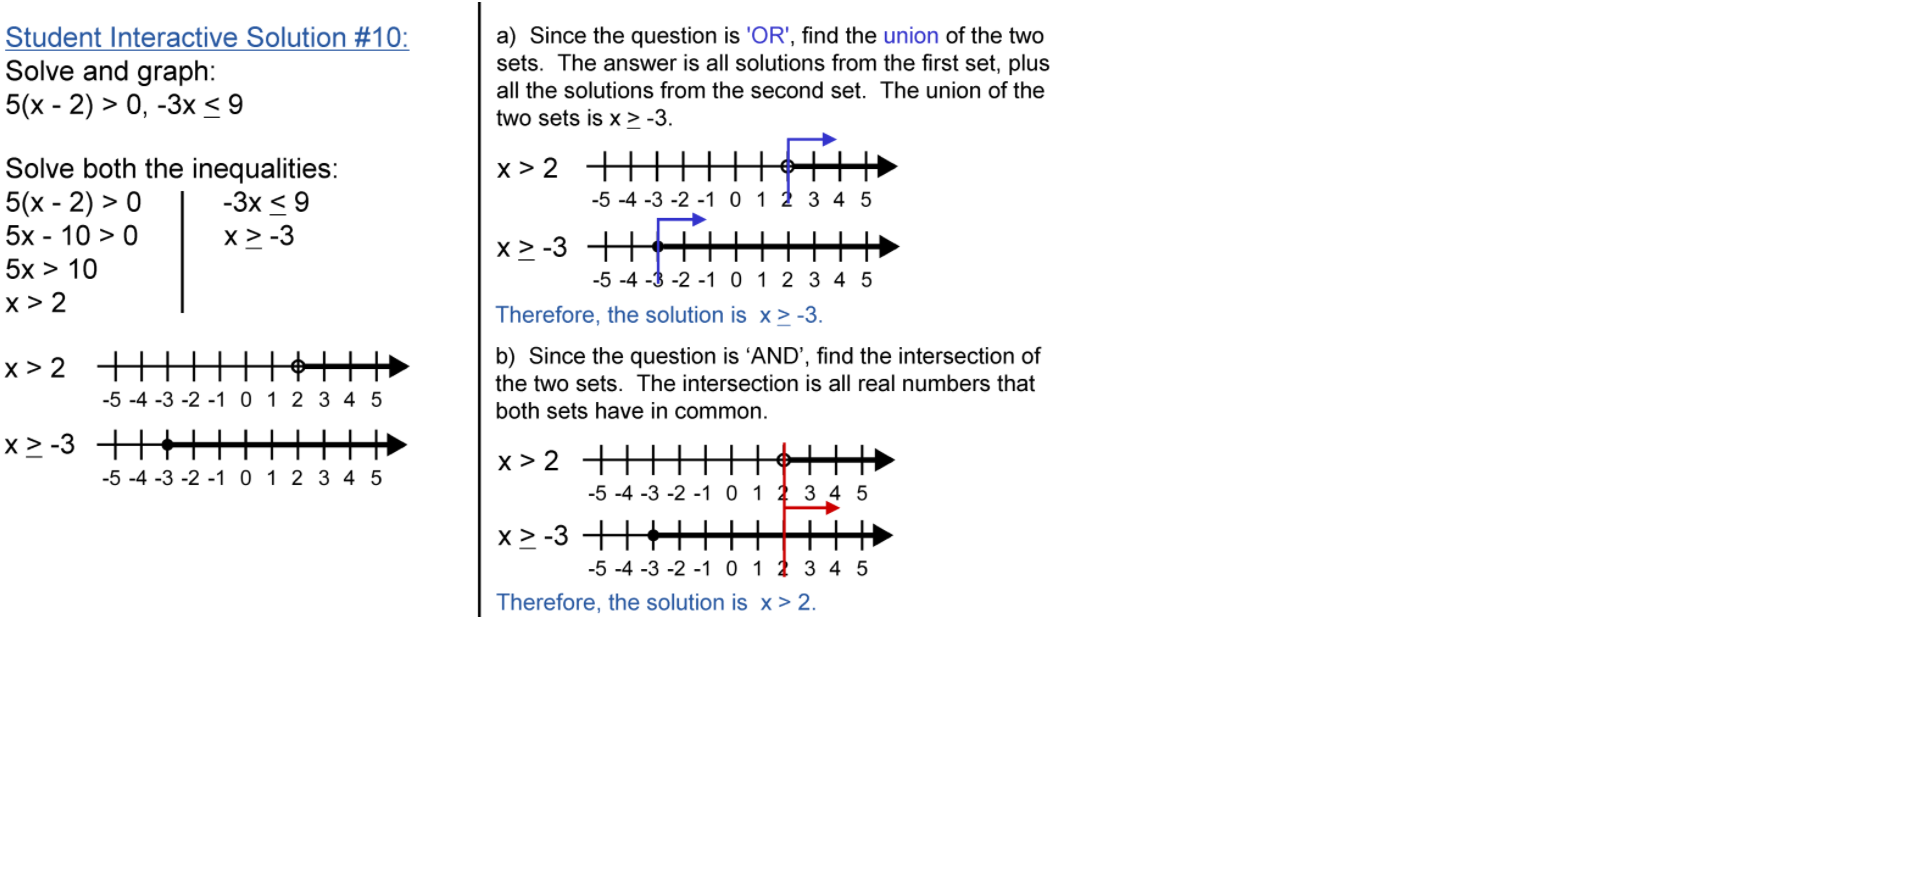 Student Interactive Solution #10:
Solve and graph:
5(x - 2) > 0, -3x ≤ 9
Solve both the inequalities:
5(x - 2) > 0
5x - 10 > 0
5x > 10
x > 2
-3x ≤ 9
x ≥ -3
x > 2
-5 -4 -3 -2 -1 0 1 2 3 4 5
x ≥ -3
-5 -4 -3 -2 -1 0 1 2 3 4 5
a) Since the question is 'OR', find the union of the two
sets. The answer is all solutions from the first set, plus
all the solutions from the second set. The union of the
two sets is x ≥ -3.
x > 2
-5 -4 -3 -2 -1 0 1 2 3 4 5
x ≥ -3
-5 -4 -3 -2 -1 0 1 2 3 4 5
Therefore, the solution is x ≥ -3.
b) Since the question is ‘AND’, find the intersection of
the two sets. The intersection is all real numbers that
both sets have in common.
x > 2
-5 -4 -3 -2 -1 0 1 2 3 4 5
x ≥ -3
-5 -4 -3 -2 -1 0 1 2 3 4 5
Therefore, the solution is x > 2.